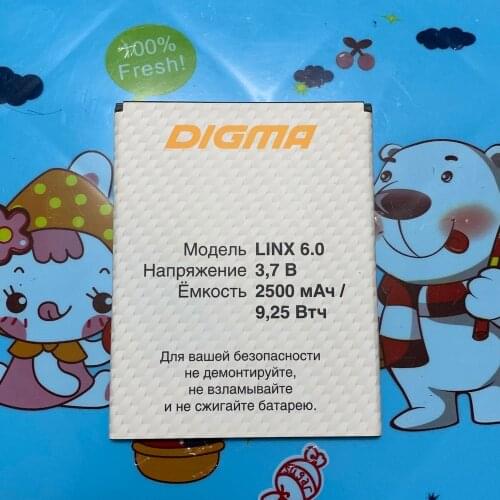 100%
Fresh!
DIGMA
Модель LINX 6.0
Напряжение 3,7 В
Ёмкость 2500 мАч /
9,25 Втч
Для вашей безопасности
не демонтируйте,
не взламывайте
и не сжигайте батарею.